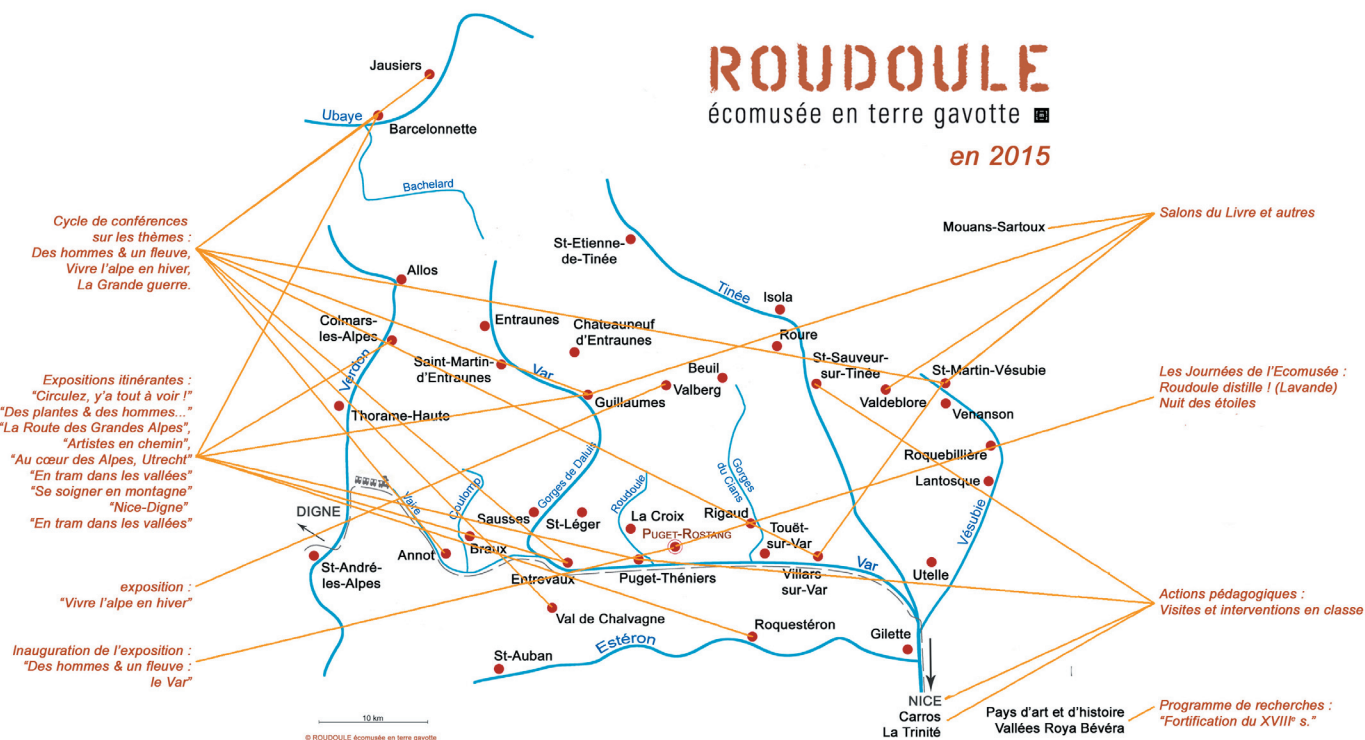 ROUDOULE
écomusée en terre gavotte
en 2015
Jausiers
Ubaye
Barcelonnette
Bachelard
Cycle de conférences
sur les thèmes :
Des hommes & un fleuve,
Vivre l'alpe en hiver,
La Grande guerre.
Salons du Livre et autres
Mouans-Sartoux
St-Etienne-
de-Tinée
Allos
Tinée
Isola
Colmars-
les-Alpes
Entraunes
Chateauneuf
d'Entraunes
Roure
Verdon
Saint-Martin-
d'Entraunes
Var
Beuil
Valberg
St-Sauveur-
sur-Tinée
St-Martin-Vésubie
Valdeblore
Venanson
Guillaumes
Thorame-Haute
Expositions itinérantes :
"Circulez, y'a tout à voir !"
"Des plantes & des hommes..."
"La Route des Grandes Alpes",
"Artistes en chemin",
"Au cœur des Alpes, Utrecht"
"En tram dans les vallées"
"Se soigner en montagne"
"Nice-Digne"
"En tram dans les vallées"
Les Journées de l'Ecomusée :
Roudoule distille ! (Lavande)
Nuit des étoiles
Roquebillière
Lantosque
Gorges de Daluis
Gorges
du Cians
Vaïre
Coulomp
Roudoule
Vésubie
DIGNE
Sausses
St-Léger
La Croix
Rigaud
PUGET-ROSTANG
Touët-
sur-Var
Annot
Braux
Entrevaux
Puget-Théniers
Villars-
sur-Var
Var
Utelle
St-André-
les-Alpes
exposition :
"Vivre l'alpe en hiver"
Actions pédagogiques :
Visites et interventions en classe
Val de Chalvagne
Roquestéron
Estéron
Gilette
St-Auban
Inauguration de l'exposition :
"Des hommes & un fleuve :
le Var"
NICE
Carros
La Trinité
Pays d'art et d'histoire
Vallées Roya Bévéra
Programme de recherches :
"Fortification du XVIIIe s."
10 km
© ROUDOULE écomusée en terre gavotte